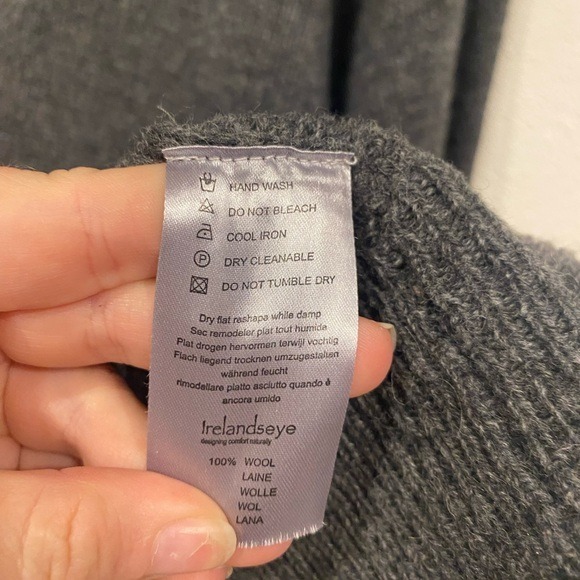 HAND WASH
DO NOT BLEACH
COOL IRON
P DRY CLEANABLE
DO NOT TUMBLE DRY
Dry flat reshape while damp
Sec remodeler plat tout humide
Plat drogen hervormen terwijl vochtig
Flach liegend trocknen umzugestalten
während feucht
rimodellare piatto asciutto quando è
ancora umido
Irelandseye
designing comfort naturally
100% WOOL
LAINE
WOLLE
WOL
LANA